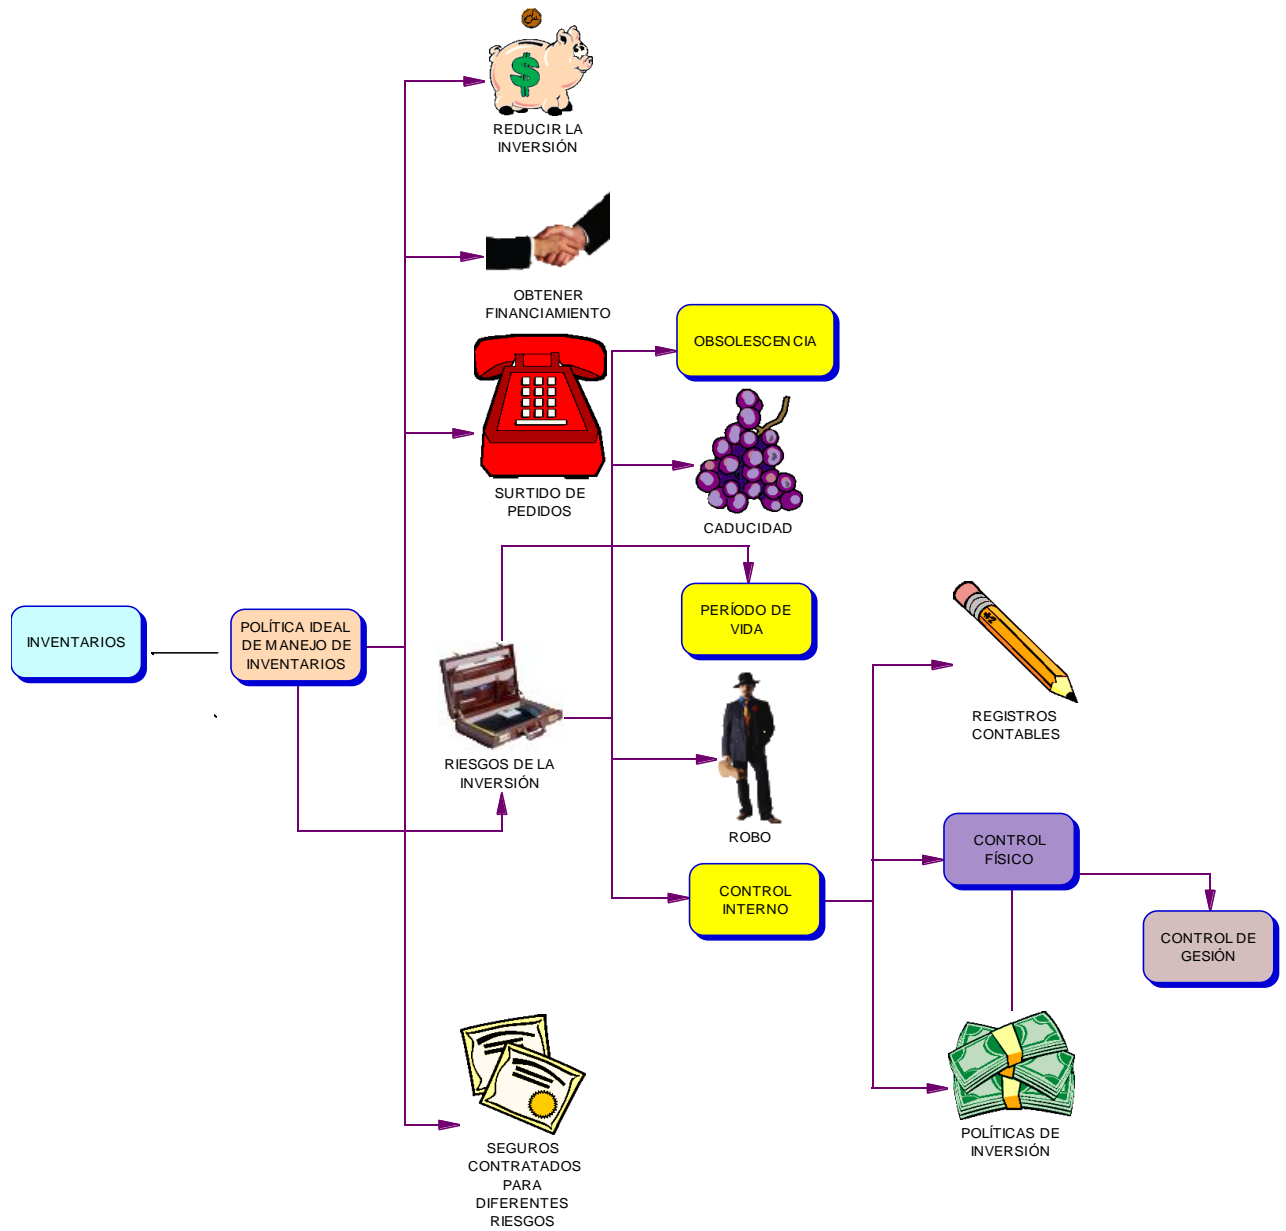 REDUCIR LA
INVERSIÓN
OBTENER
FINANCIAMIENTO
OBSOLESCENCIA
SURTIDO DE
PEDIDOS
CADUCIDAD
INVENTARIOS
POLÍTICA IDEAL
DE MANEJO DE
INVENTARIOS
PERÍODO DE
VIDA
RIESGOS DE LA
INVERSIÓN
REGISTROS
CONTABLES
ROBO
CONTROL
INTERNO
CONTROL
FÍSICO
CONTROL DE
GESIÓN
POLÍTICAS DE
INVERSIÓN
SEGUROS
CONTRATADOS
PARA
DIFERENTES
RIESGOS